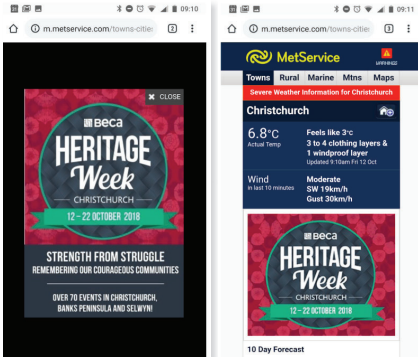 09:10
m.metservice.com/towns-cities
2
CLOSE
Beca
HERITAGE
Week
CHRISTCHURCH
12 – 22 OCTOBER 2018
STRENGTH FROM STRUGGLE
REMEMBERING OUR COURAGEOUS COMMUNITIES
OVER 70 EVENTS IN CHRISTCHURCH,
BANKS PENINSULA AND SELWYN!
09:11
m.metservice.com/towns-cities
2
MetService
WARNINGS
Towns Rural Marine Mtns Maps
Severe Weather Information for Christchurch
Christchurch
6.8°C
Actual Temp
Feels like 3°C
3 to 4 clothing layers &
1 windproof layer
Updated 9:10am Fri 12 Oct
Wind
in last 10 minutes
Moderate
SW 19km/h
Gust 30km/h
Beca
HERITAGE
Week
CHRISTCHURCH
12 – 22 OCTOBER 2018
10 Day Forecast